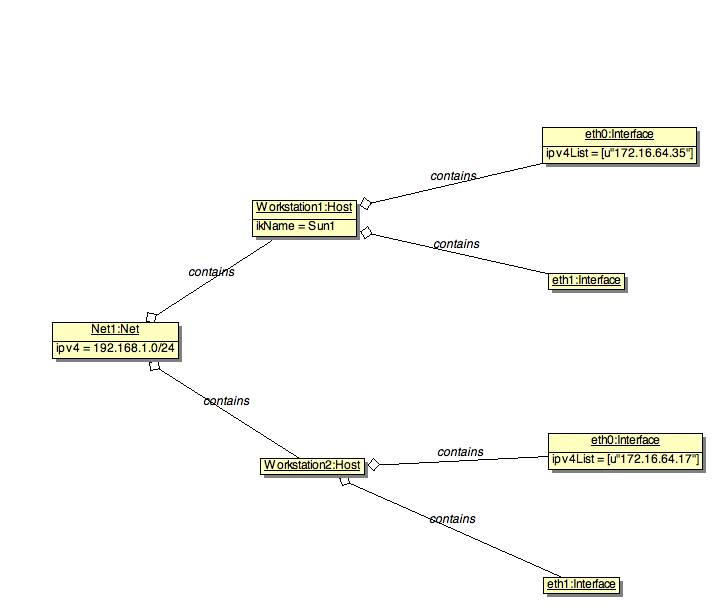 eth0:Interface
ipv4List = [u"172.16.64.35"]
contains
Workstation1:Host
ikName = Sun1
contains
eth1:Interface
contains
Net1:Net
ipv4 = 192.168.1.0/24
contains
eth0:Interface
ipv4List = [u"172.16.64.17"]
contains
Workstation2:Host
contains
eth1:Interface